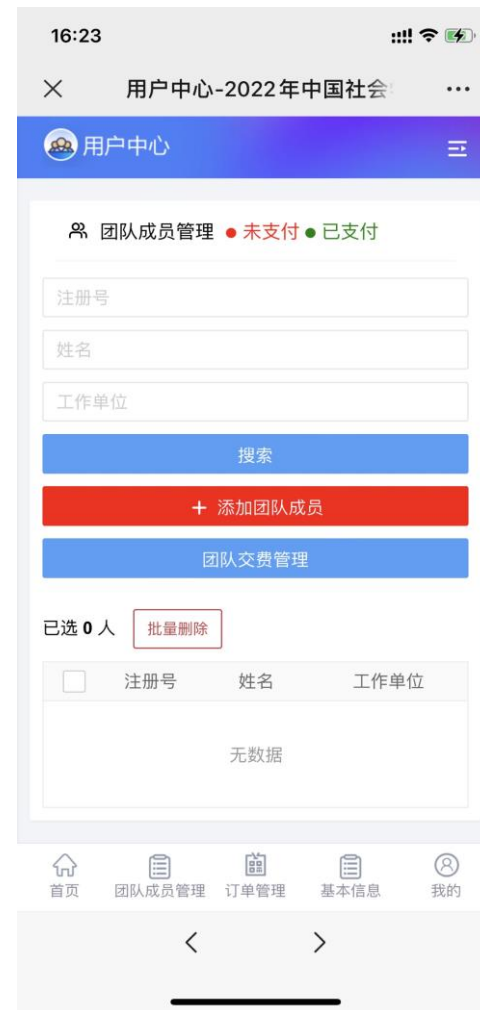 16:23
用户中心-2022年中国社会
用户中心
团队成员管理 ● 未支付 ● 已支付
注册号
姓名
工作单位
搜索
+ 添加团队成员
团队交费管理
已选 0 人 批量删除
注册号 姓名 工作单位
无数据
首页 团队成员管理 订单管理 基本信息 我的